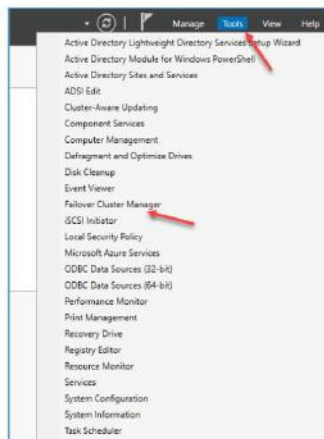 Manage Tools View Help
Active Directory Lightweight Directory Services Setup Wizard
Active Directory Module for Windows PowerShell
Active Directory Sites and Services
ADSI Edit
Cluster-Aware Updating
Component Services
Computer Management
Defragment and Optimize Drives
Disk Cleanup
Event Viewer
Failover Cluster Manager
iSCSI Initiator
Local Security Policy
Microsoft Azure Services
ODBC Data Sources (32-bit)
ODBC Data Sources (64-bit)
Performance Monitor
Print Management
Recovery Drive
Registry Editor
Resource Monitor
Services
System Configuration
System Information
Task Scheduler